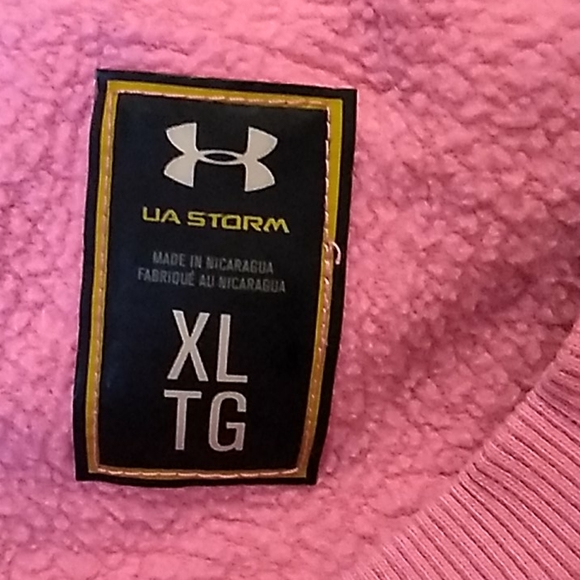 UA STORM
MADE IN NICARAGUA
FABRIQUÉ AU NICARAGUA
XL
TG